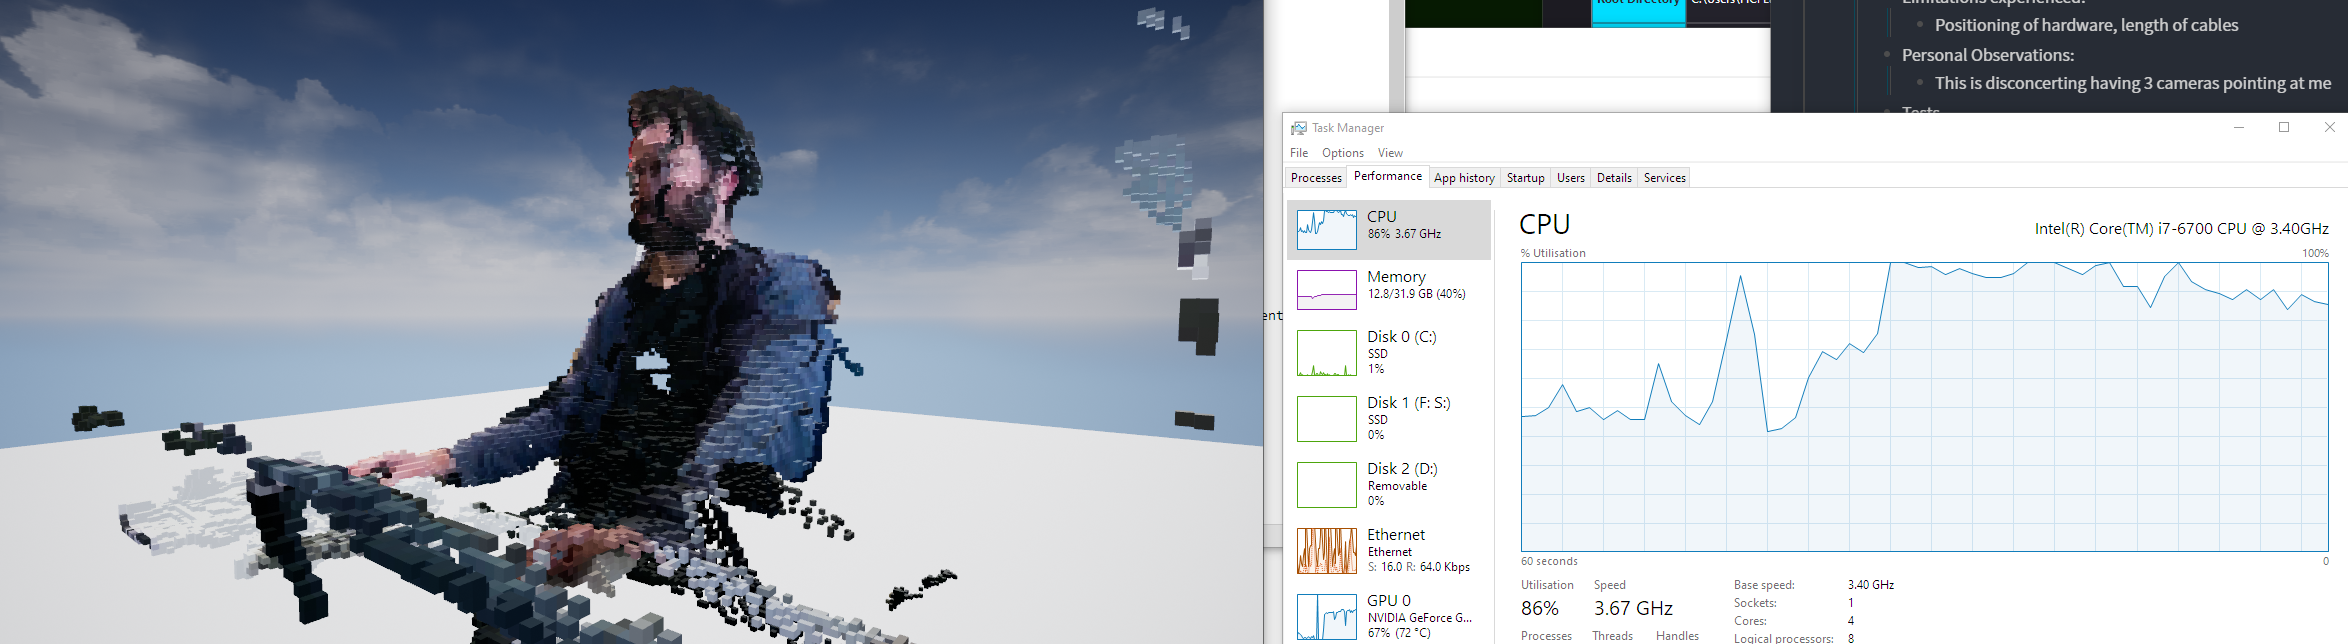 Root Directory
Limitations experienced:
Positioning of hardware, length of cables
Personal Observations:
This is disconcerting having 3 cameras pointing at me
Tests
ent
Task Manager
File Options View
Processes Performance App history Startup Users Details Services
CPU
86% 3.67 GHz
Memory
12.8/31.9 GB (40%)
Disk 0 (C:)
SSD
1%
Disk 1 (F: S:)
SSD
0%
Disk 2 (D:)
Removable
0%
Ethernet
Ethernet
S: 16.0 R: 64.0 Kbps
GPU 0
NVIDIA GeForce G...
67% (72 °C)
CPU
Intel(R) Core(TM) i7-6700 CPU @ 3.40GHz
% Utilisation 100%
60 seconds 0
Utilisation Speed
86% 3.67 GHz
Processes Threads Handles
Base speed: 3.40 GHz
Sockets: 1
Cores: 4
Logical processors: 8